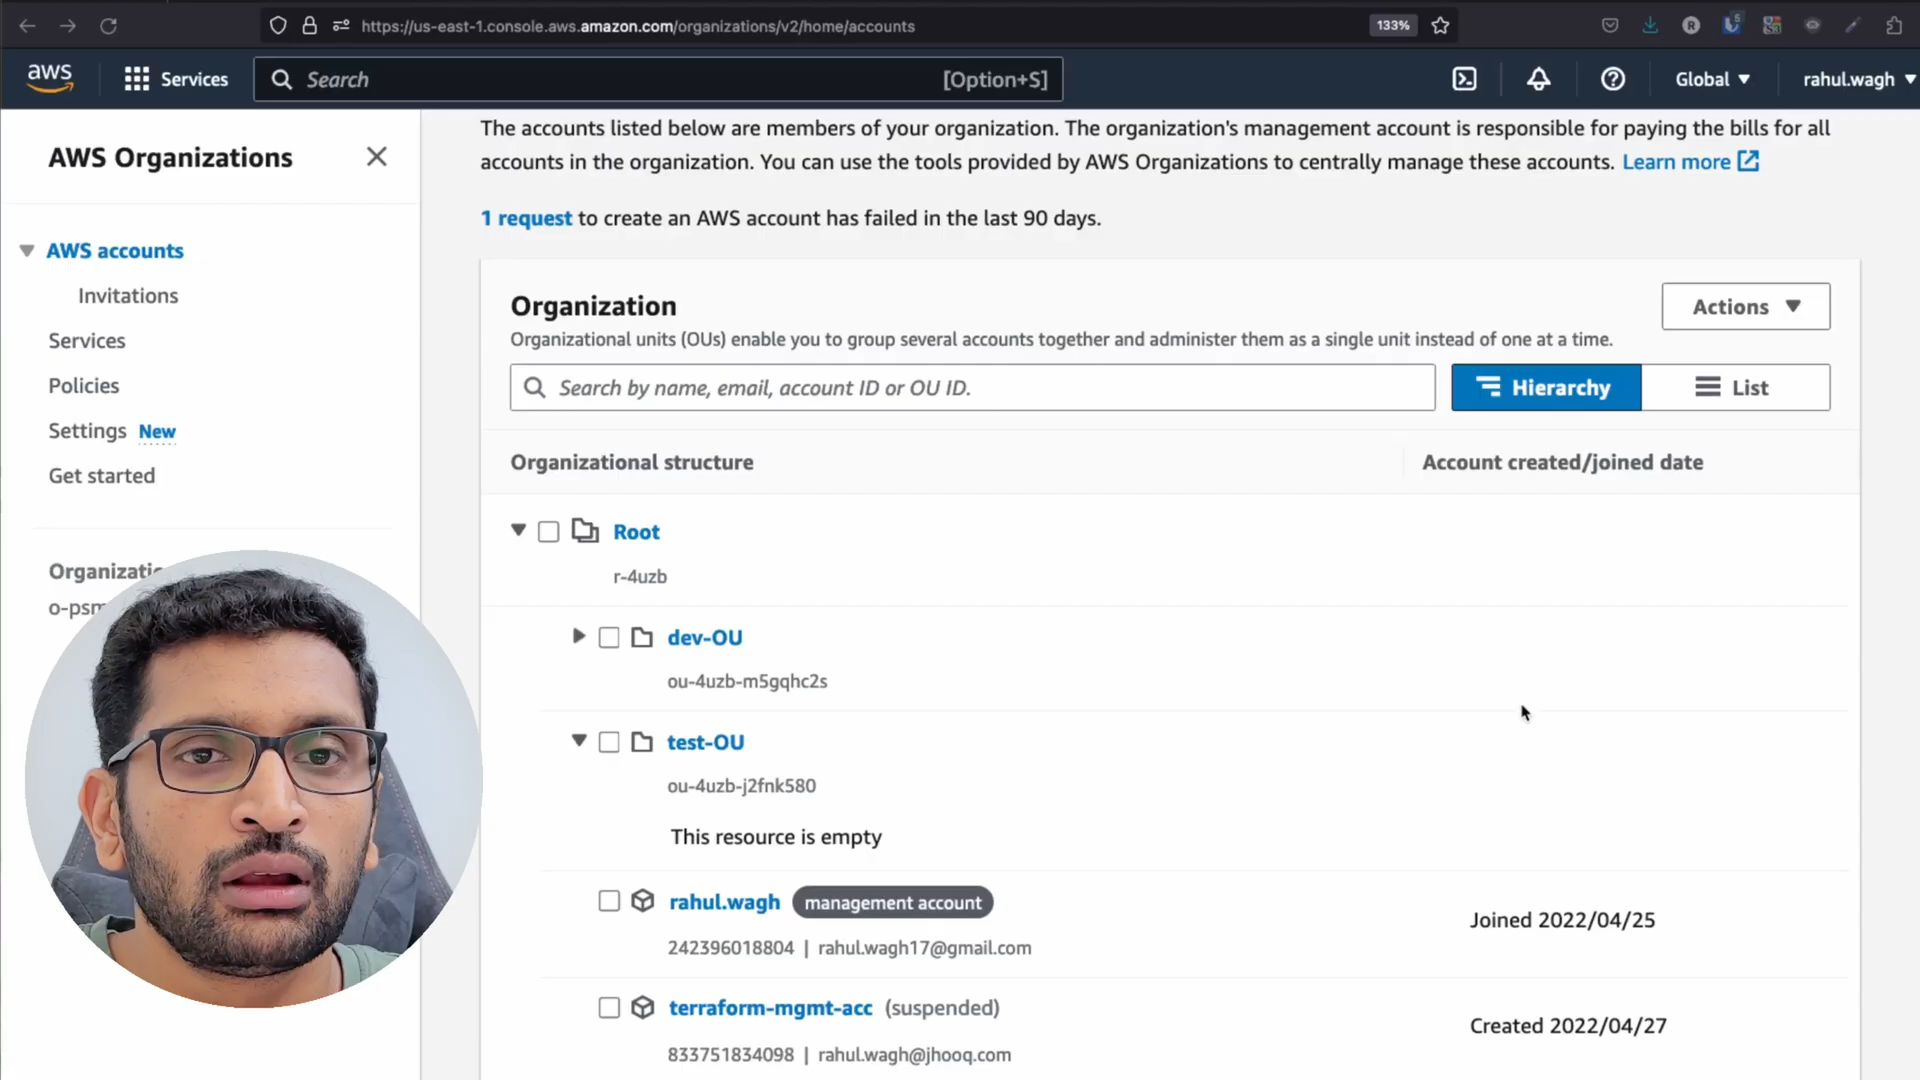 https://us-east-1.console.aws.amazon.com/organizations/v2/home/accounts
133%
aws
Services
Search
[Option+S]
Global
rahul.wagh
AWS Organizations
AWS accounts
Invitations
Services
Policies
Settings New
Get started
The accounts listed below are members of your organization. The organization's management account is responsible for paying the bills for all
accounts in the organization. You can use the tools provided by AWS Organizations to centrally manage these accounts. Learn more
1 request to create an AWS account has failed in the last 90 days.
Organization
Actions
Organizational units (OUs) enable you to group several accounts together and administer them as a single unit instead of one at a time.
Search by name, email, account ID or OU ID.
Hierarchy
List
Organizational structure
Account created/joined date
Root
r-4uzb
dev-OU
ou-4uzb-m5gqhc2s
test-OU
ou-4uzb-j2fnk580
This resource is empty
rahul.wagh management account
Joined 2022/04/25
242396018804 | rahul.wagh17@gmail.com
terraform-mgmt-acc (suspended)
Created 2022/04/27
833751834098 | rahul.wagh@jhooq.com